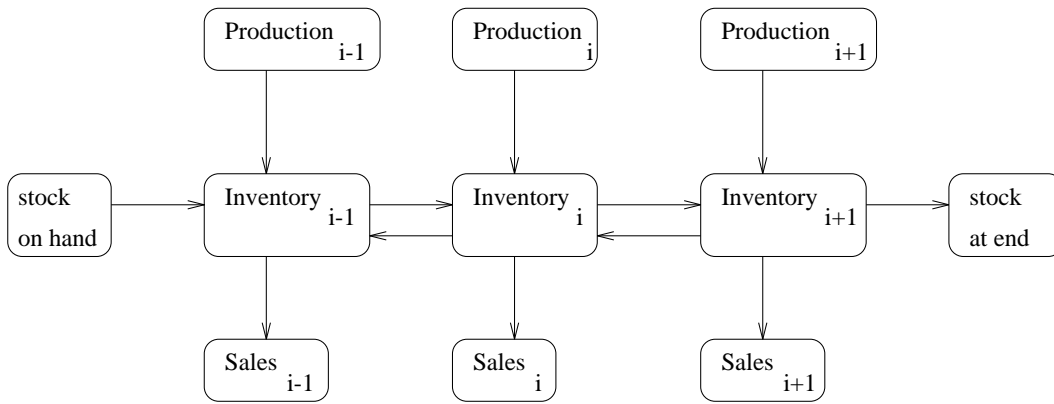 Production
i-1
Production
i
Production
i+1
stock
on hand
Inventory
i-1
Inventory
i
Inventory
i+1
stock
at end
Sales
i-1
Sales
i
Sales
i+1